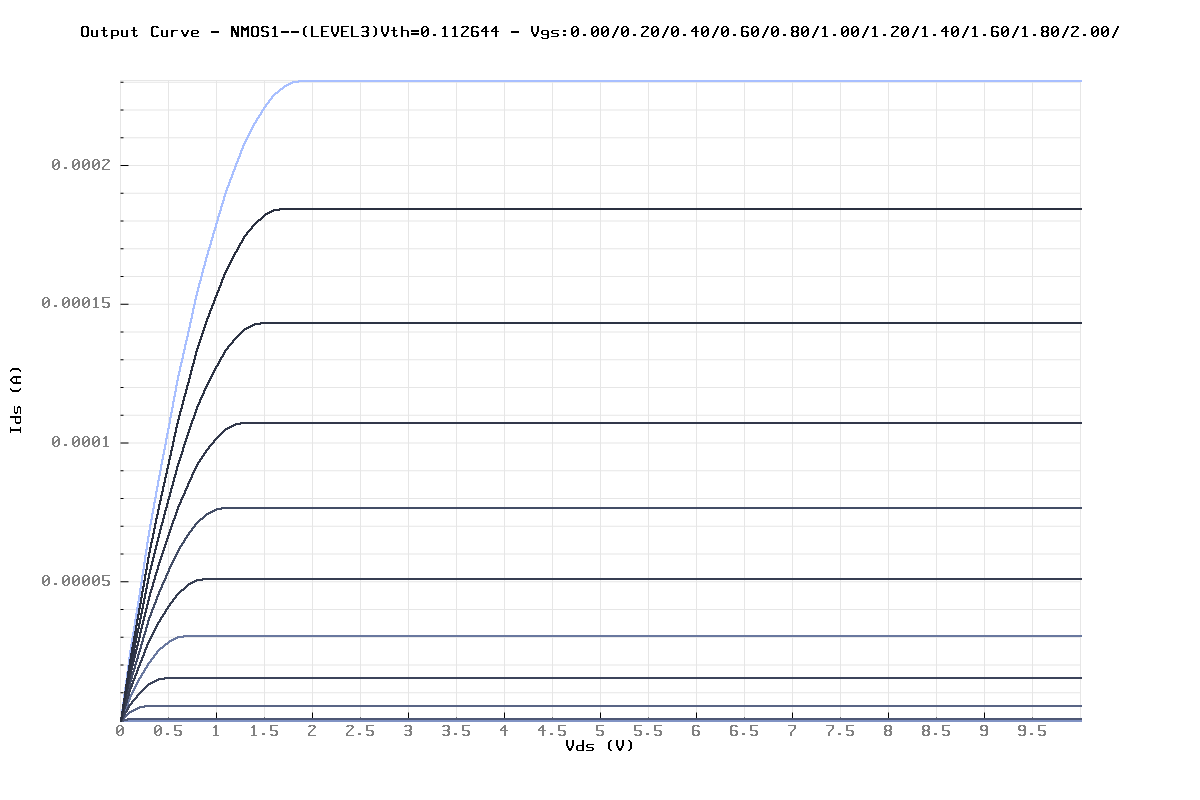 Output Curve - NMOS1--(LEVEL3)Vth=0.112644 - Vgs:0.00/0.20/0.40/0.60/0.80/1.00/1.20/1.40/1.60/1.80/2.00/
0.0002
0.00015
Ids (A)
0.0001
0.00005
0 0.5 1 1.5 2 2.5 3 3.5 4 4.5 5 5.5 6 6.5 7 7.5 8 8.5 9 9.5
Vds (V)